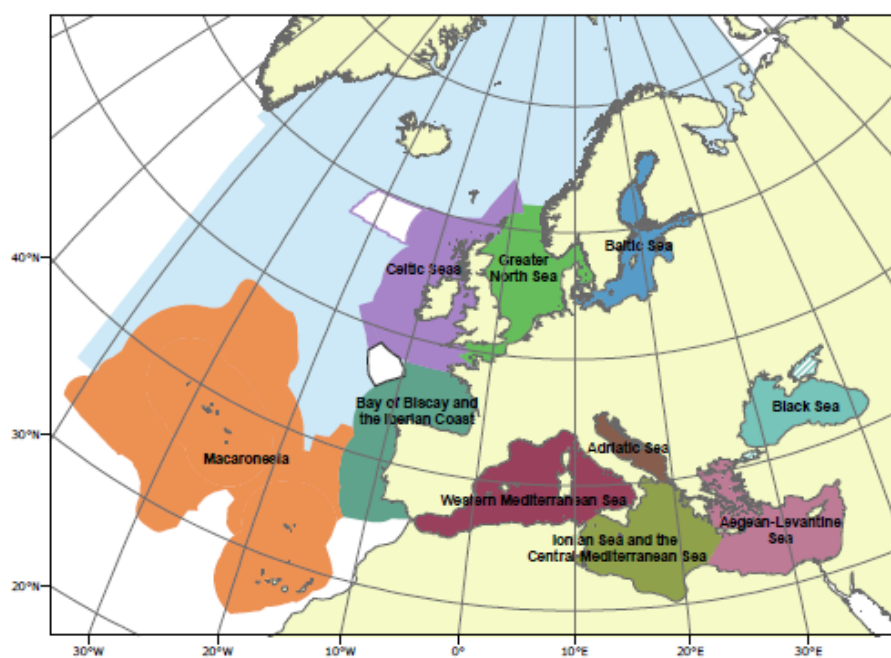 40°N
30°N
20°N
Celtic Seas
Greater
North Sea
Baltic Sea
Bay of Biscay and
the Iberian Coast
Black Sea
Macaronesia
Adriatic Sea
Western Mediterranean Sea
Ionian Sea and the
Central Mediterranean Sea
Aegean-Levantine
Sea
30°W
20°W
10°W
0°
10°E
20°E
30°E